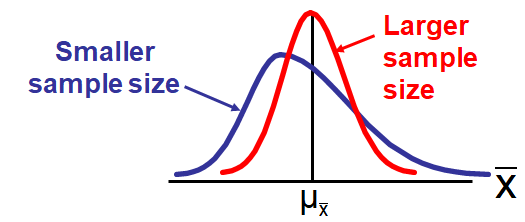 Smaller
sample size
Larger
sample
size
x̄
μx̄